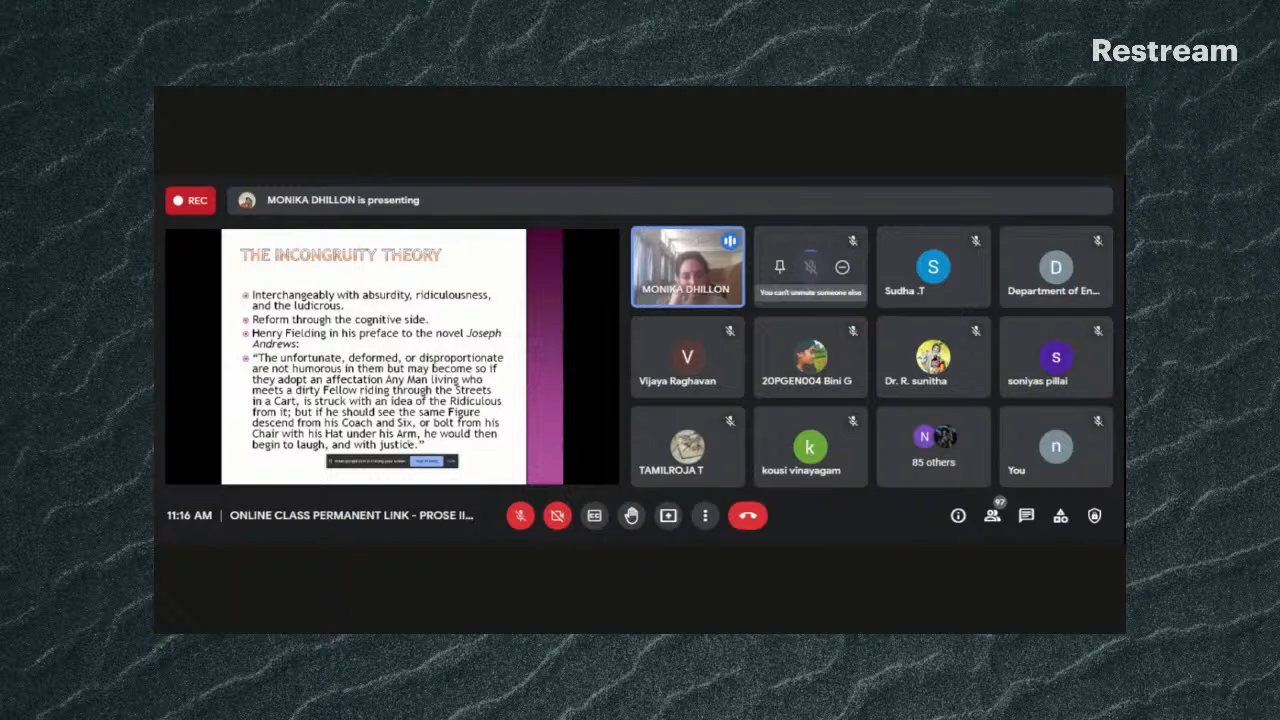 Restream
REC
MONIKA DHILLON is presenting
THE INCONGRUITY THEORY
Interchangeably with absurdity, ridiculousness,
and the ludicrous.
Reform through the cognitive side.
Henry Fielding in his preface to the novel Joseph
Andrews:
“The unfortunate, deformed, or disproportionate
are not humorous in them but may become so if
they adopt an affectation Any Man living who
meets a dirty Fellow riding through the Streets
in a Cart, is struck with an idea of the Ridiculous
from it; but if he should see the same Figure
descend from his Coach and Six, or bolt from his
Chair with his Hat under his Arm, he would then
begin to laugh, and with justice.”
MONIKA DHILLON
You can't unmute someone else
S
Sudha .T
D
Department of En...
V
Vijaya Raghavan
20PGEN004 Bini G
Dr. R. sunitha
s
soniyas pillai
TAMILROJA T
k
kousi vinayagam
N
85 others
n
You
11:16 AM | ONLINE CLASS PERMANENT LINK - PROSE II...
97